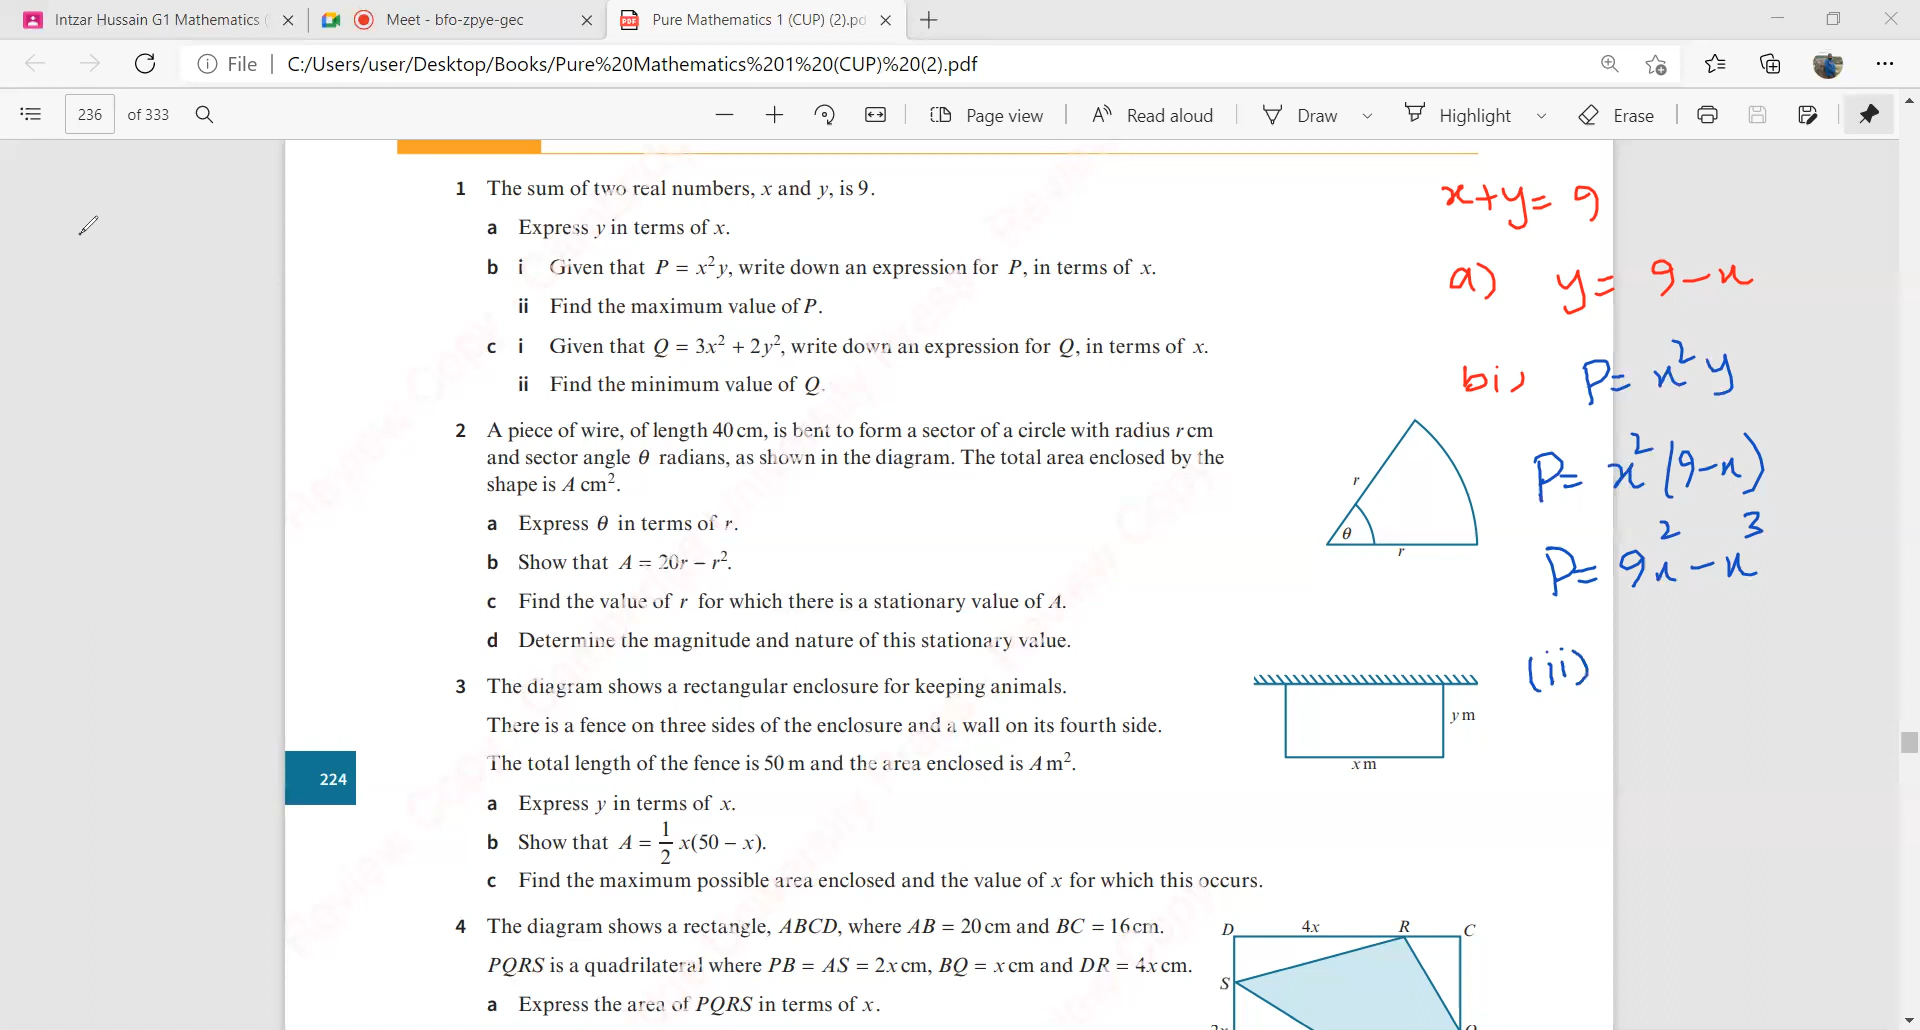 Intzar Hussain G1 Mathematics (
Meet - bfo-zpye-gec
Pure Mathematics 1 (CUP) (2).pd
File
C:/Users/user/Desktop/Books/Pure%20Mathematics%201%20(CUP)%20(2).pdf
236 of 333
Page view
Read aloud
Draw
Highlight
Erase
1 The sum of two real numbers, x and y, is 9.
a Express y in terms of x.
b i Given that P = x²y, write down an expression for P, in terms of x.
ii Find the maximum value of P.
c i Given that Q = 3x² + 2y², write down an expression for Q, in terms of x.
ii Find the minimum value of Q.
2 A piece of wire, of length 40 cm, is bent to form a sector of a circle with radius r cm
and sector angle θ radians, as shown in the diagram. The total area enclosed by the
shape is A cm².
a Express θ in terms of r.
b Show that A = 20r − r².
c Find the value of r for which there is a stationary value of A.
d Determine the magnitude and nature of this stationary value.
r
θ
r
3 The diagram shows a rectangular enclosure for keeping animals.
There is a fence on three sides of the enclosure and a wall on its fourth side.
The total length of the fence is 50 m and the area enclosed is A m².
a Express y in terms of x.
b Show that A = 1/2 x(50 − x).
c Find the maximum possible area enclosed and the value of x for which this occurs.
y m
x m
224
4 The diagram shows a rectangle, ABCD, where AB = 20 cm and BC = 16 cm.
PQRS is a quadrilateral where PB = AS = 2x cm, BQ = x cm and DR = 4x cm.
a Express the area of PQRS in terms of x.
D 4x R C
S
x+y= 9
a) y= 9-x
bi) P= x²y
P= x²(9-x)
P= 9x²-x³
(ii)